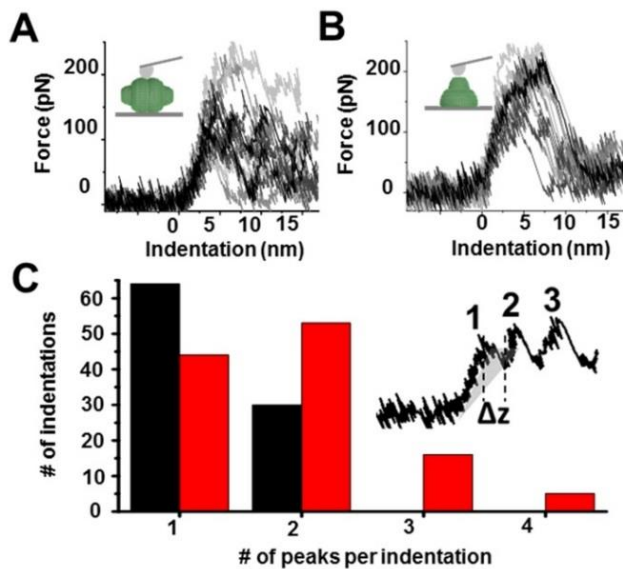 A
B
200
100
0
Force (pN)
0 5 10 15
Indentation (nm)
200
100
0
Force (pN)
0 5 10 15
Indentation (nm)
C
60
50
40
30
20
10
0
# of indentations
1 2 3
Δz
1 2 3 4
# of peaks per indentation